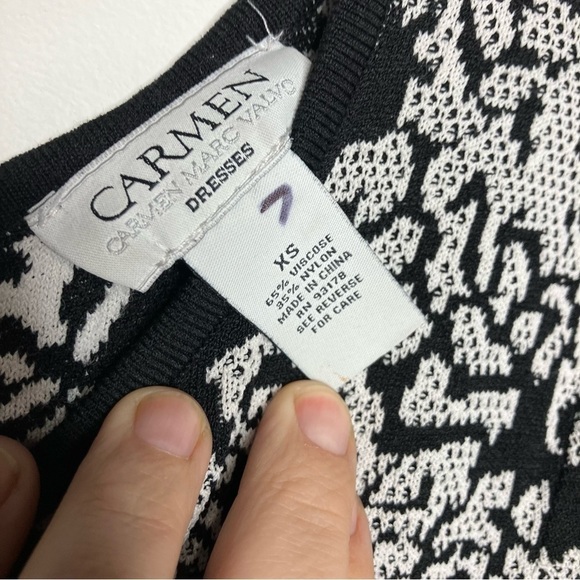 CARMEN
CARMEN MARC VALVO
DRESSES
7
XS
65% VISCOSE
35% NYLON
MADE IN CHINA
RN 93178
SEE REVERSE
FOR CARE